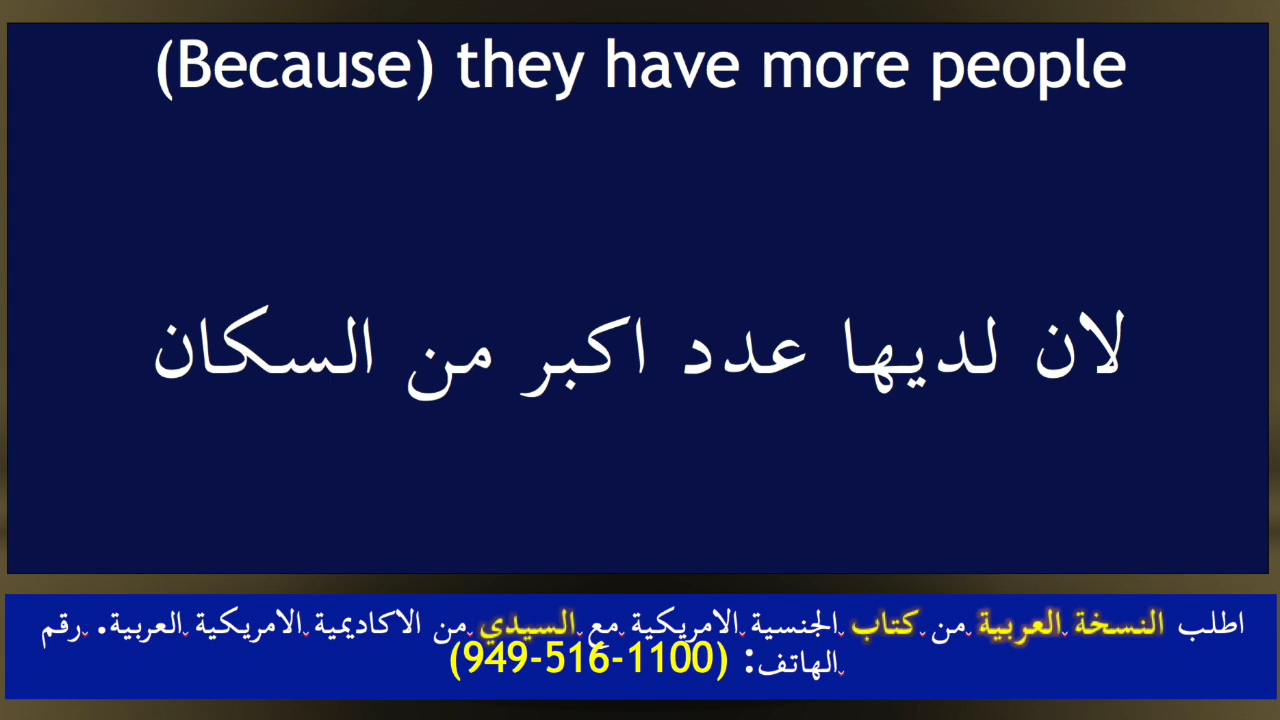 (Because) they have more people
لان لديها عدد اكبر من السكان
اطلب النسخة العربية من كتاب الجنسية الامريكية مع السيدي من الاكاديمية الامريكية العربية. رقم
الهاتف: (949-516-1100)